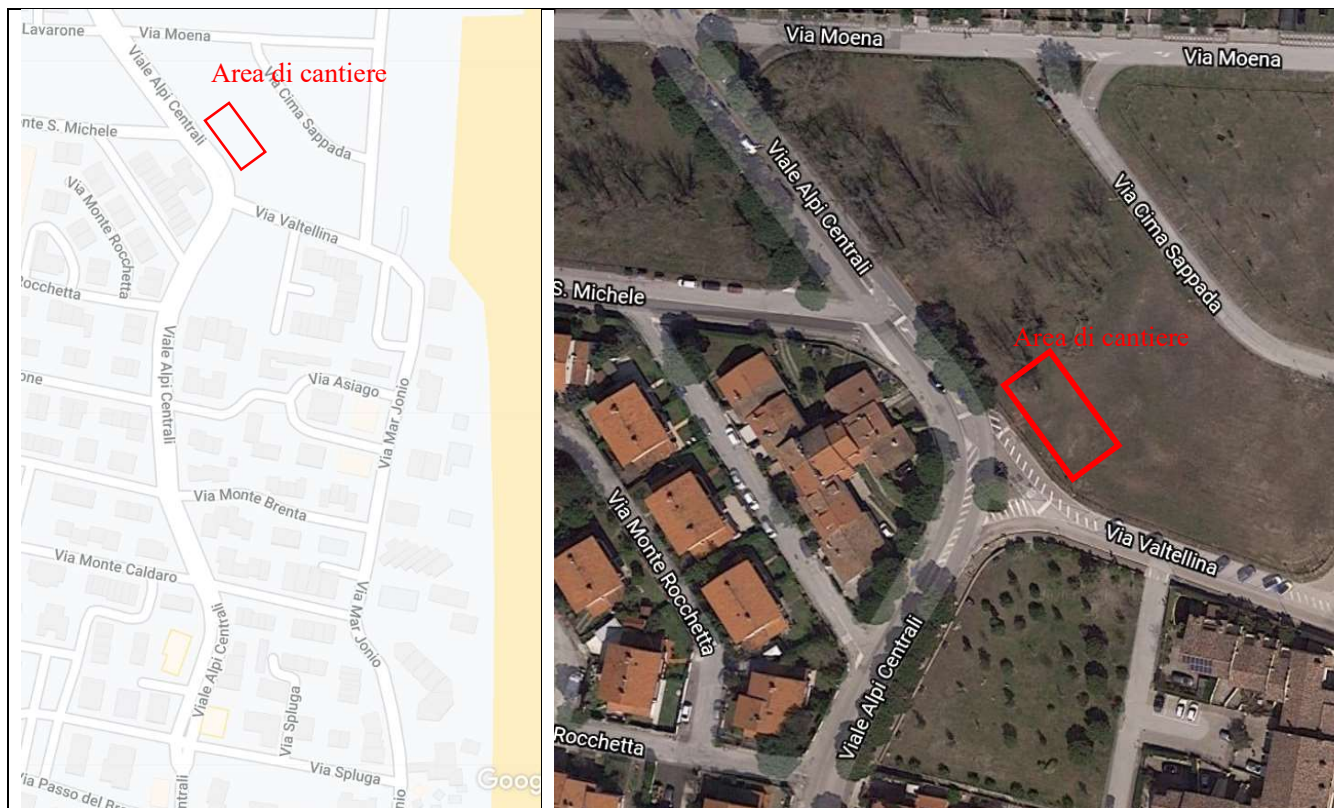 Lavarone
Via Moena
Area di cantiere
Viale Alpi Centrali
Via Cima Sappada
nte S. Michele
Via Monte Rocchetta
Via Valtellina
Rocchetta
Viale Alpi Centrali
Via Asiago
one
Via Mar Jonio
Via Monte Brenta
Via Monte Caldaro
Via Mar Jonio
Viale Alpi Centrali
Via Spluga
Via Spluga
Goog
Via Passo del Br
ntrali
Via Moena
Via Moena
Viale Alpi Centrali
Via Cima Sappada
S. Michele
Area di cantiere
Via Monte Rocchetta
Via Valtellina
Viale Alpi Centrali
Rocchetta